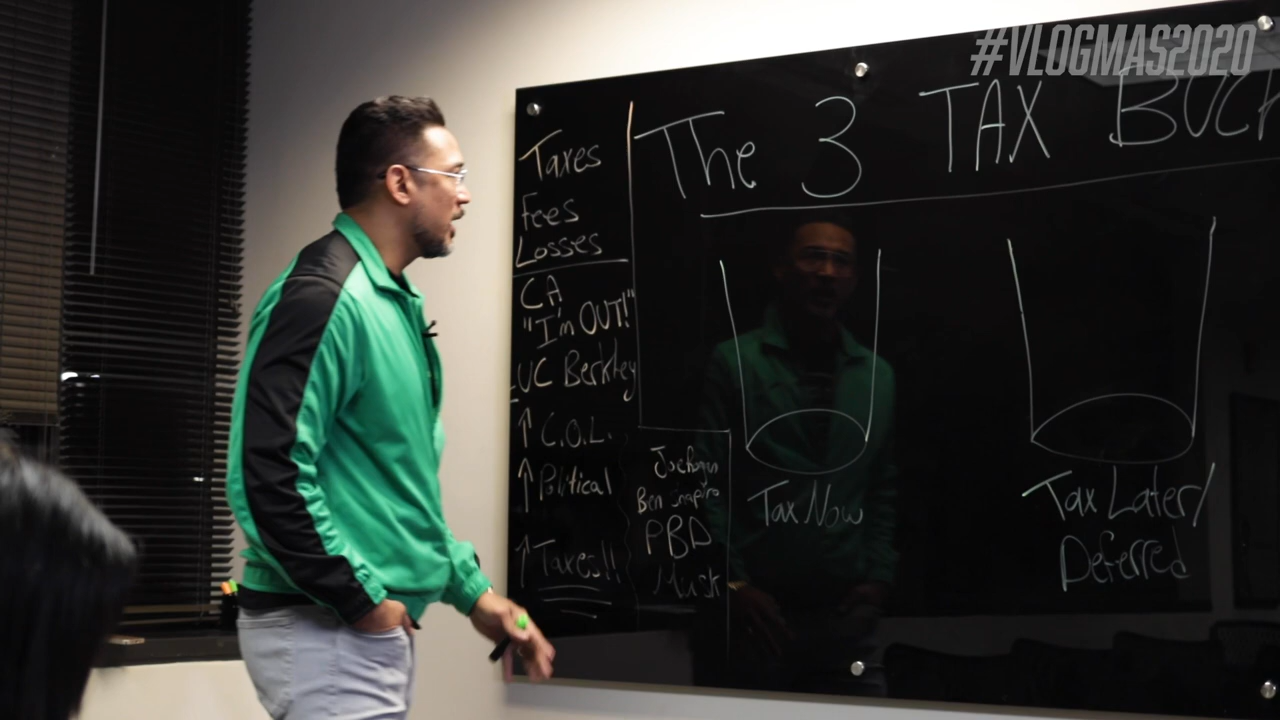 #VLOGMAS2020
The 3 TAX BUCK
Taxes
Fees
Losses
CA
"I'm OUT!"
UC Berkley
↑ C.O.L.
↑ Political
↑ Taxes!!
Joe Rogan
Ben Shapiro
PBD
Musk
Tax Now
Tax Later/
Deferred